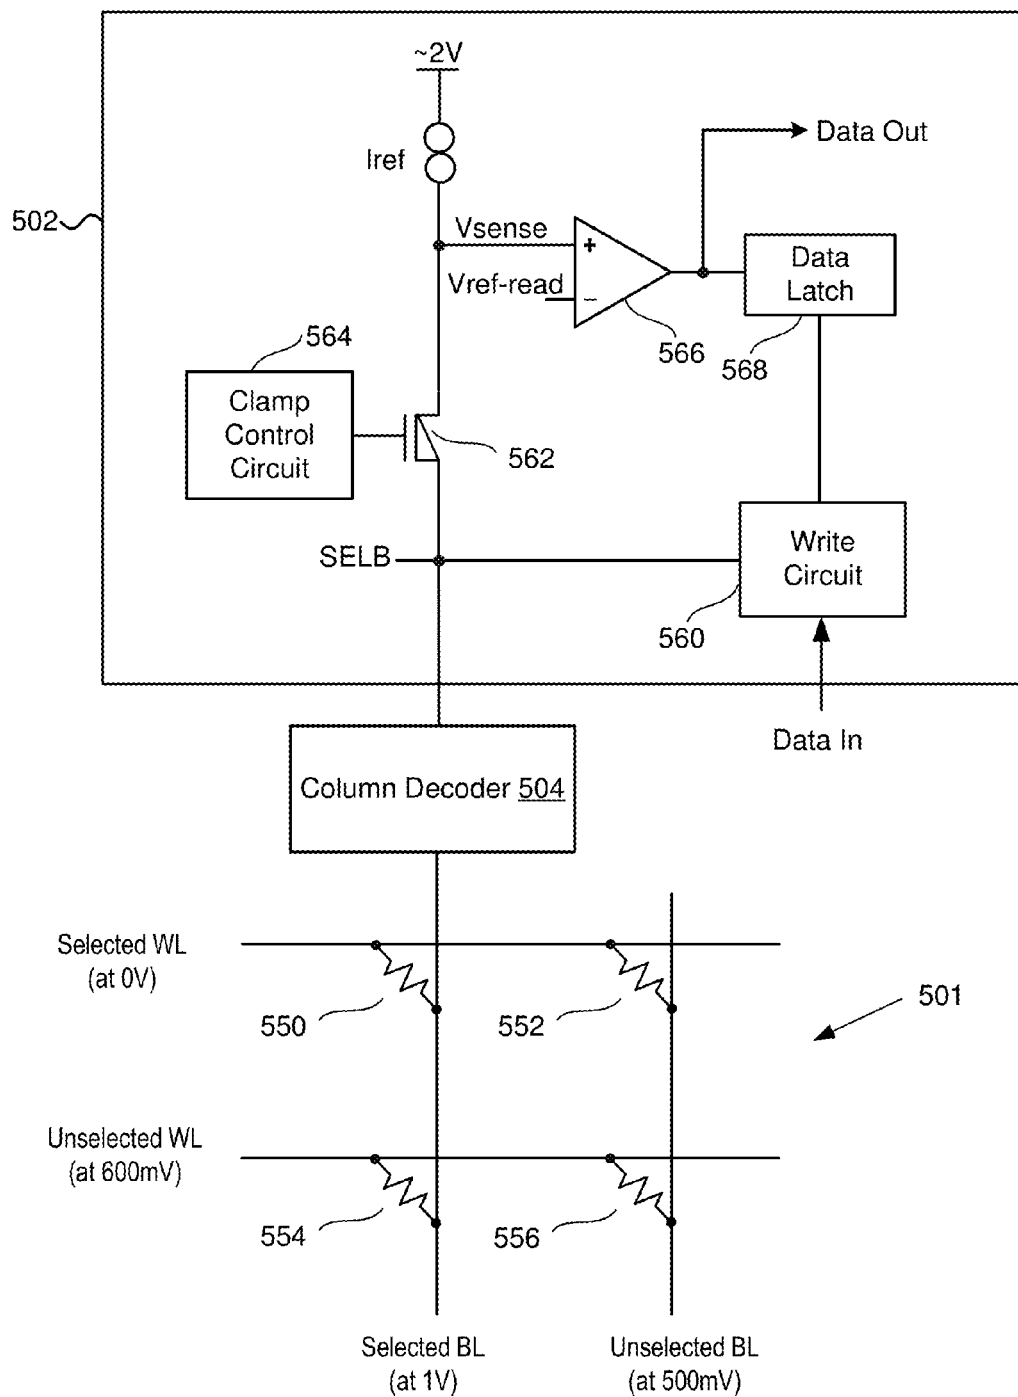 ~2V
Iref
Data Out
502
Vsense
+
Data
Latch
Vref-read
−
564
566
568
Clamp
Control
Circuit
562
SELB
Write
Circuit
560
Data In
Column Decoder 504
Selected WL
(at 0V)
550
552
501
Unselected WL
(at 600mV)
554
556
Selected BL
(at 1V)
Unselected BL
(at 500mV)